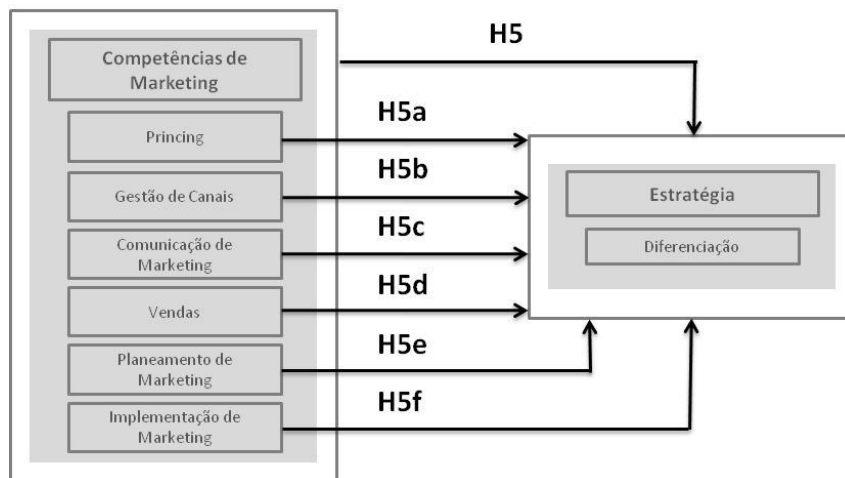 Competências de
Marketing
Princing
Gestão de Canais
Comunicação de
Marketing
Vendas
Planeamento de
Marketing
Implementação de
Marketing
H5
H5a
H5b
H5c
H5d
H5e
H5f
Estratégia
Diferenciação